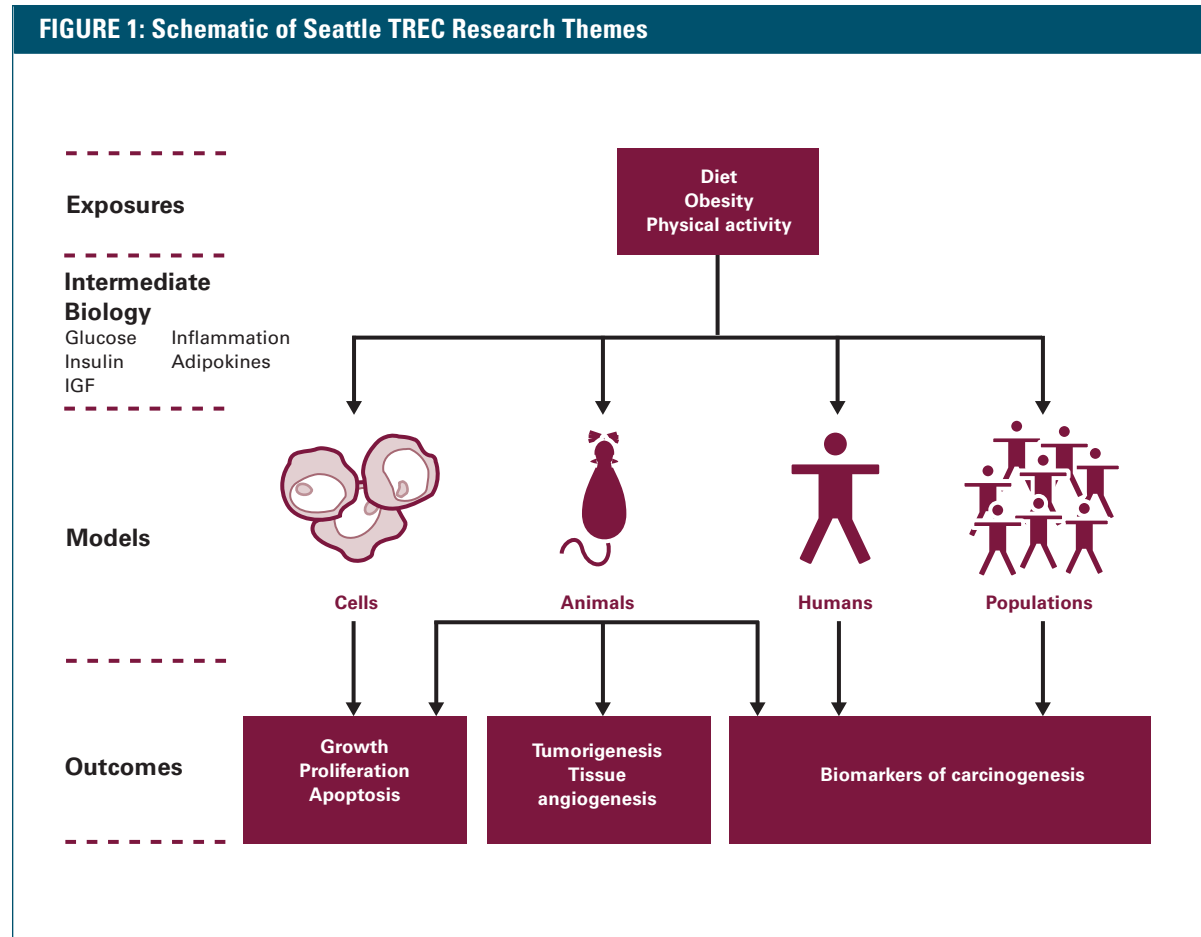 FIGURE 1: Schematic of Seattle TREC Research Themes
Exposures
Diet
Obesity
Physical activity
Intermediate
Biology
Glucose Inflammation
Insulin Adipokines
IGF
Models
Cells Animals Humans Populations
Outcomes
Growth
Proliferation
Apoptosis
Tumorigenesis
Tissue
angiogenesis
Biomarkers of carcinogenesis